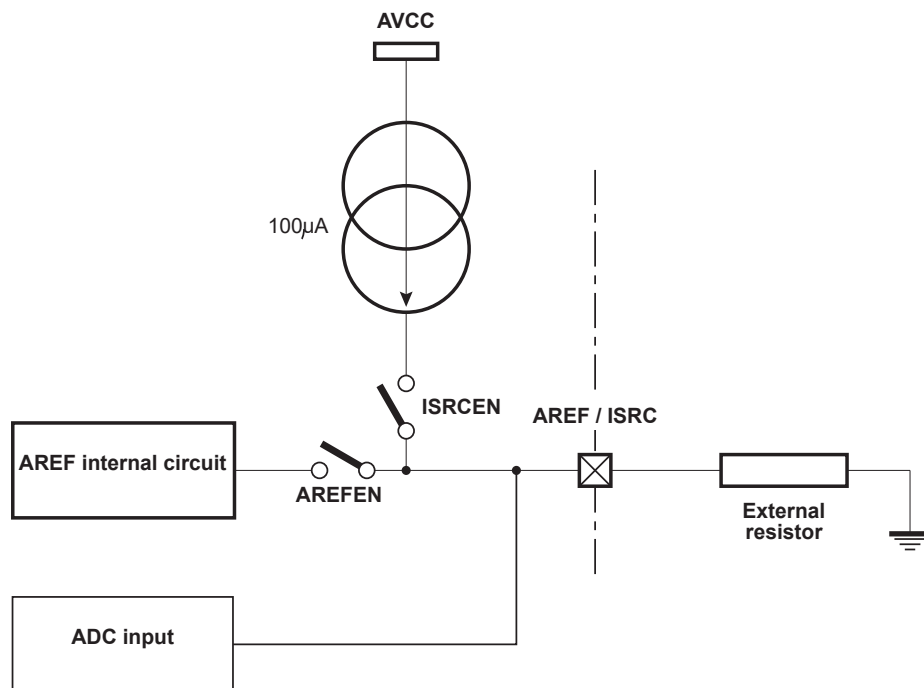 AVCC
100µA
ISRCEN
AREF / ISRC
AREF internal circuit
AREFEN
External
resistor
ADC input